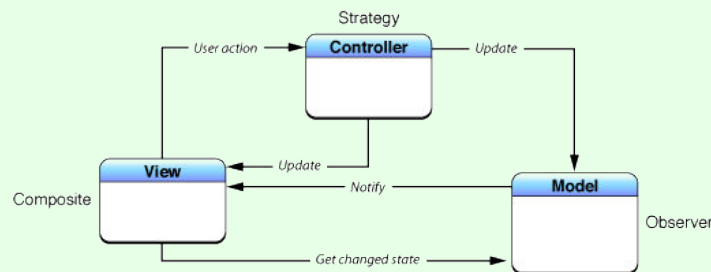 Strategy
Controller
User action
Update
View
Update
Composite
Notify
Model
Observer
Get changed state